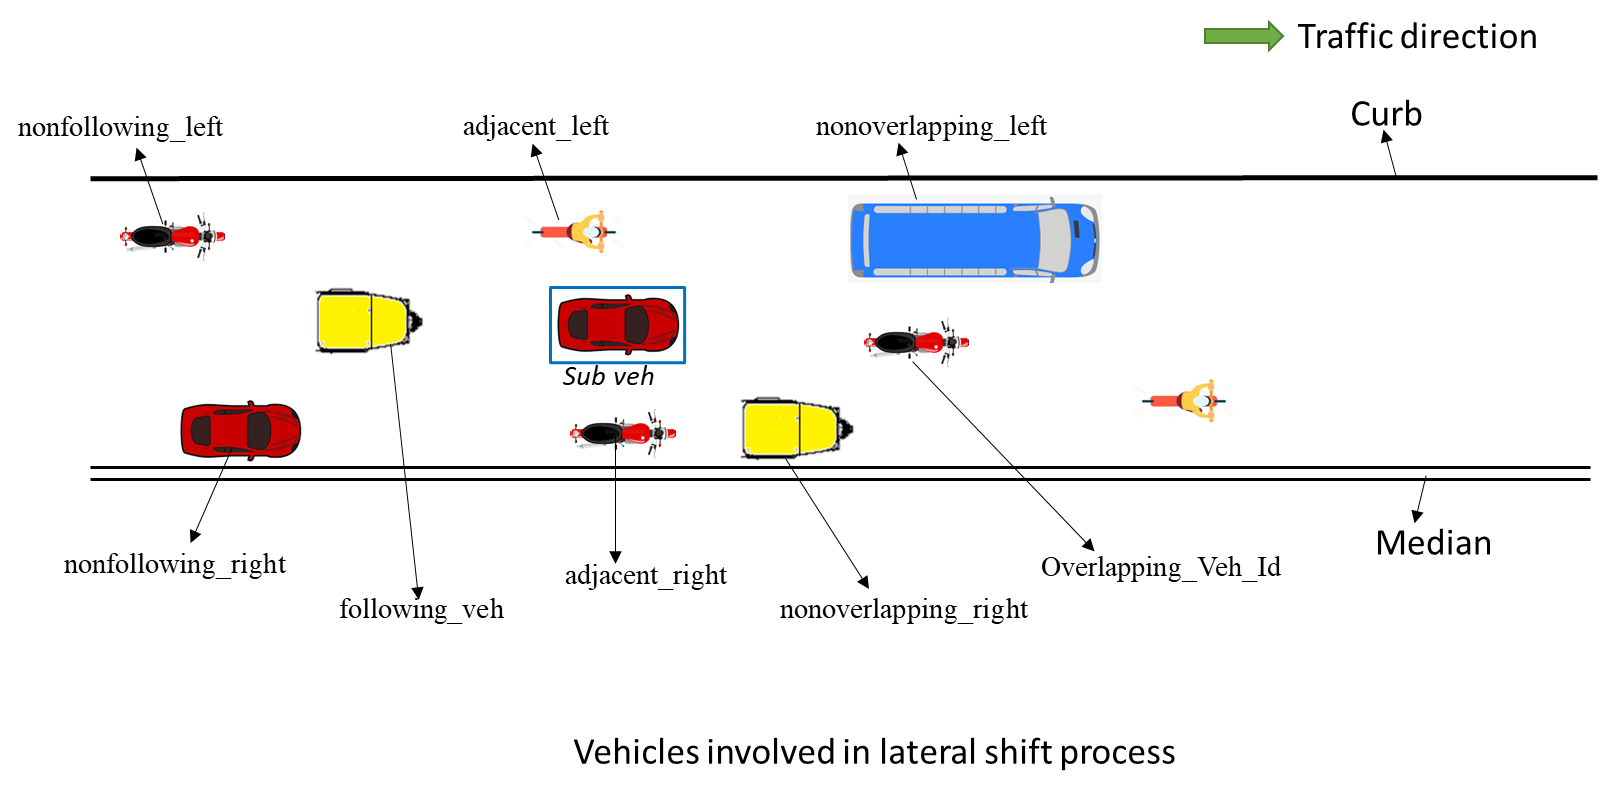 Traffic direction
Curb
nonfollowing_left
adjacent_left
nonoverlapping_left
Sub veh
nonfollowing_right
following_veh
adjacent_right
nonoverlapping_right
Overlapping_Veh_Id
Median
Vehicles involved in lateral shift process